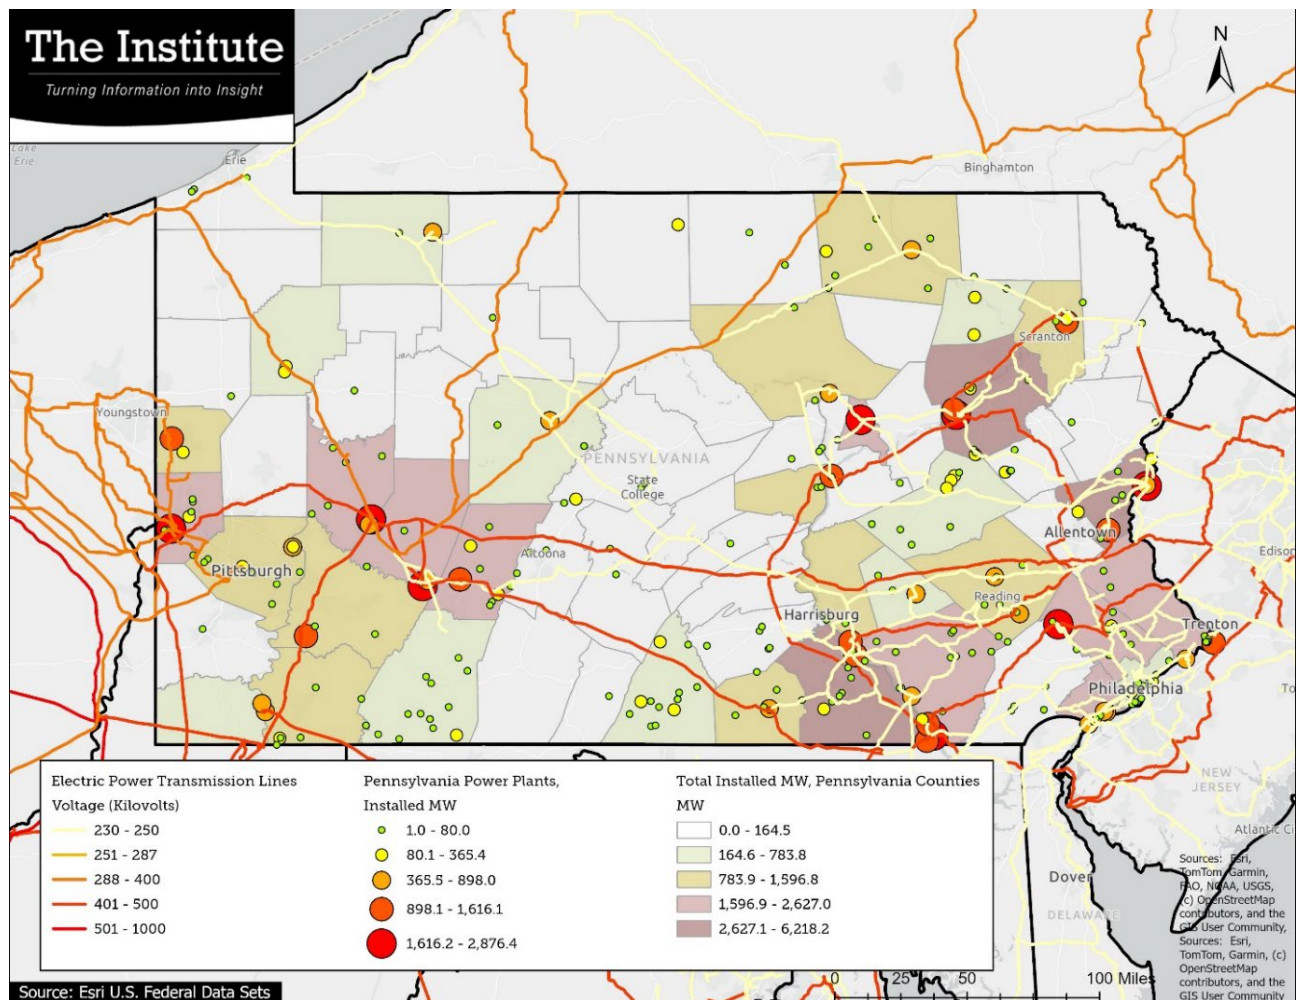 The Institute
Turning Information into Insight
N
Lake
Erie
Erie
Binghamton
Scranton
Youngstown
PENNSYLVANIA
State
College
Allentown
Altoona
Edison
Pittsburgh
Reading
Harrisburg
Trenton
Philadelphia
To
Electric Power Transmission Lines
Voltage (Kilovolts)
230 - 250
251 - 287
288 - 400
401 - 500
501 - 1000
Pennsylvania Power Plants,
Installed MW
1.0 - 80.0
80.1 - 365.4
365.5 - 898.0
898.1 - 1,616.1
1,616.2 - 2,876.4
Total Installed MW, Pennsylvania Counties
MW
0.0 - 164.5
164.6 - 783.8
783.9 - 1,596.8
1,596.9 - 2,627.0
2,627.1 - 6,218.2
NEW
JERSEY
Atlantic Ci
Dover
DELAWARE
Sources: Esri,
TomTom, Garmin,
FAO, NOAA, USGS,
(c) OpenStreetMap
contributors, and the
GIS User Community,
Sources: Esri,
TomTom, Garmin, (c)
OpenStreetMap
contributors, and the
GIS User Community
0 25 50 100 Miles
Source: Esri U.S. Federal Data Sets